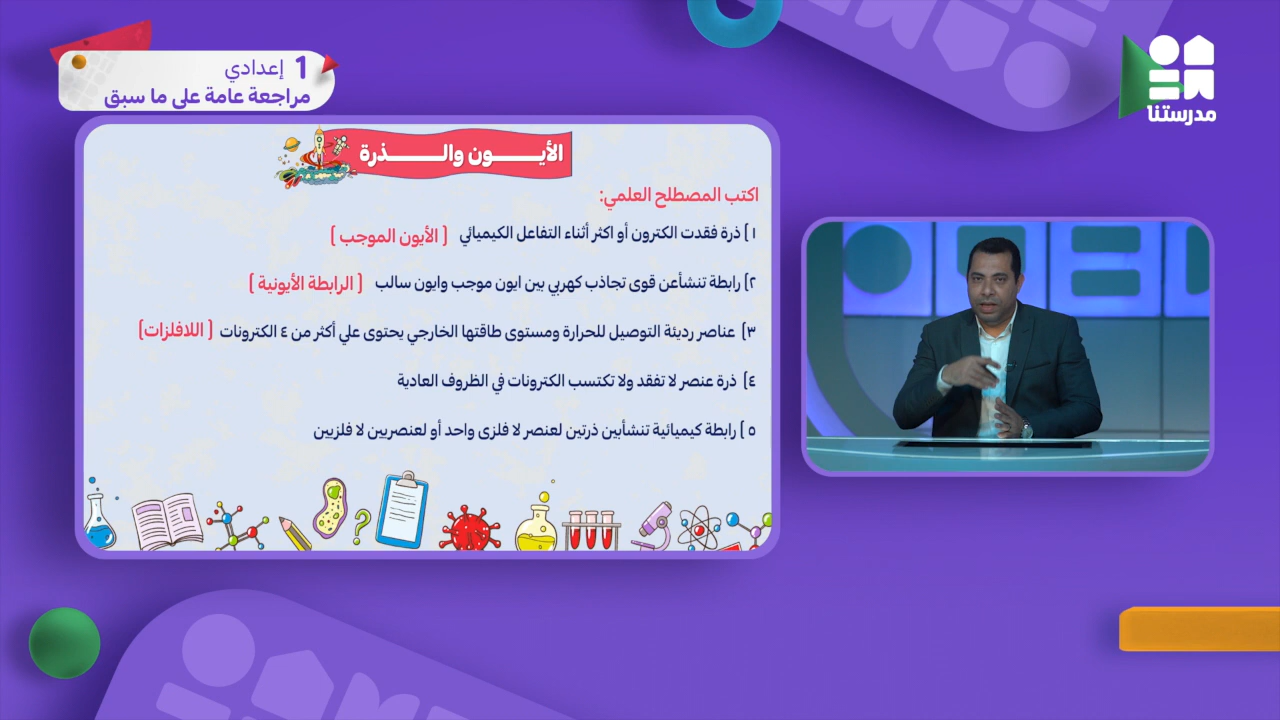 1 إعدادي
مراجعة عامة على ما سبق
مدرستنا
الأيـــون والـــذرة
اكتب المصطلح العلمي:
١ ) ذرة فقدت الكترون أو اكثر أثناء التفاعل الكيميائي ( الأيون الموجب )
٢) رابطة تنشأعن قوى تجاذب كهربي بين ايون موجب وايون سالب ( الرابطة الأيونية )
٣) عناصر رديئة التوصيل للحرارة ومستوى طاقتها الخارجي يحتوى علي أكثر من ٤ الكترونات ( اللافلزات)
٤) ذرة عنصر لا تفقد ولا تكتسب الكترونات في الظروف العادية
٥ ) رابطة كيميائية تنشأبين ذرتين لعنصر لا فلزى واحد أو لعنصريين لا فلزيين